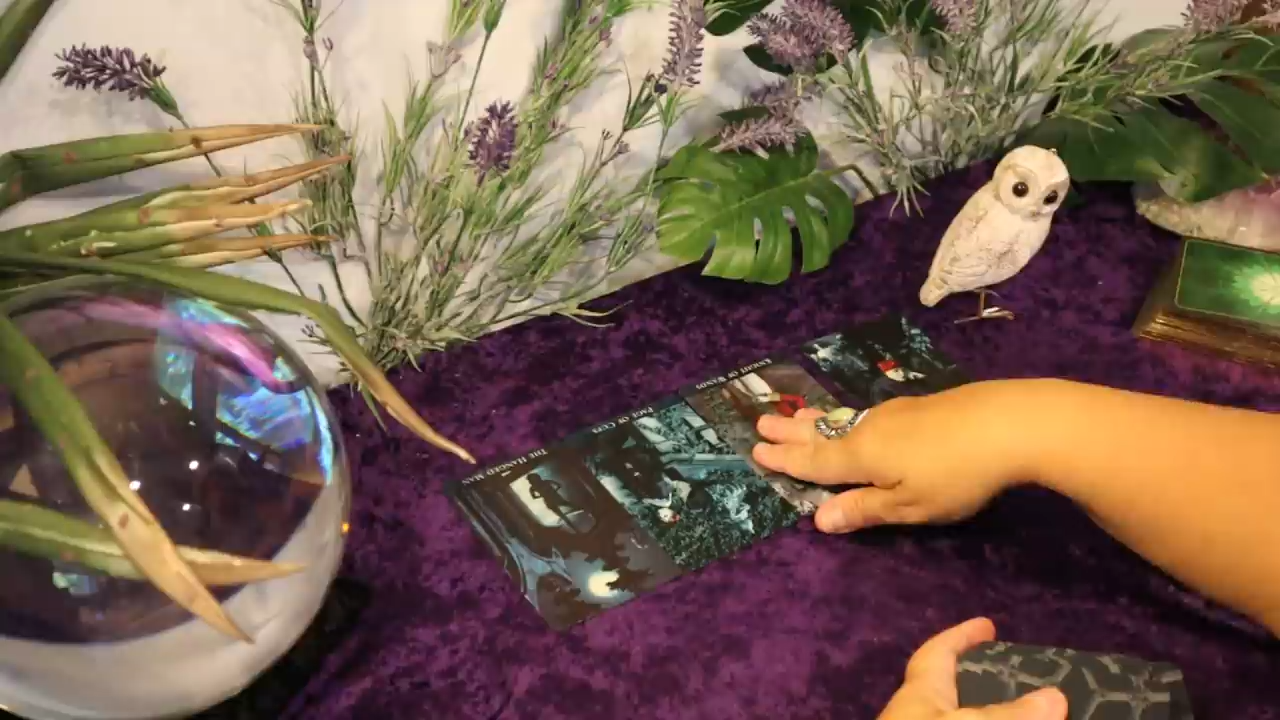 THE HANGED MAN
PAGE OF CUPS
KNIGHT OF WANDS